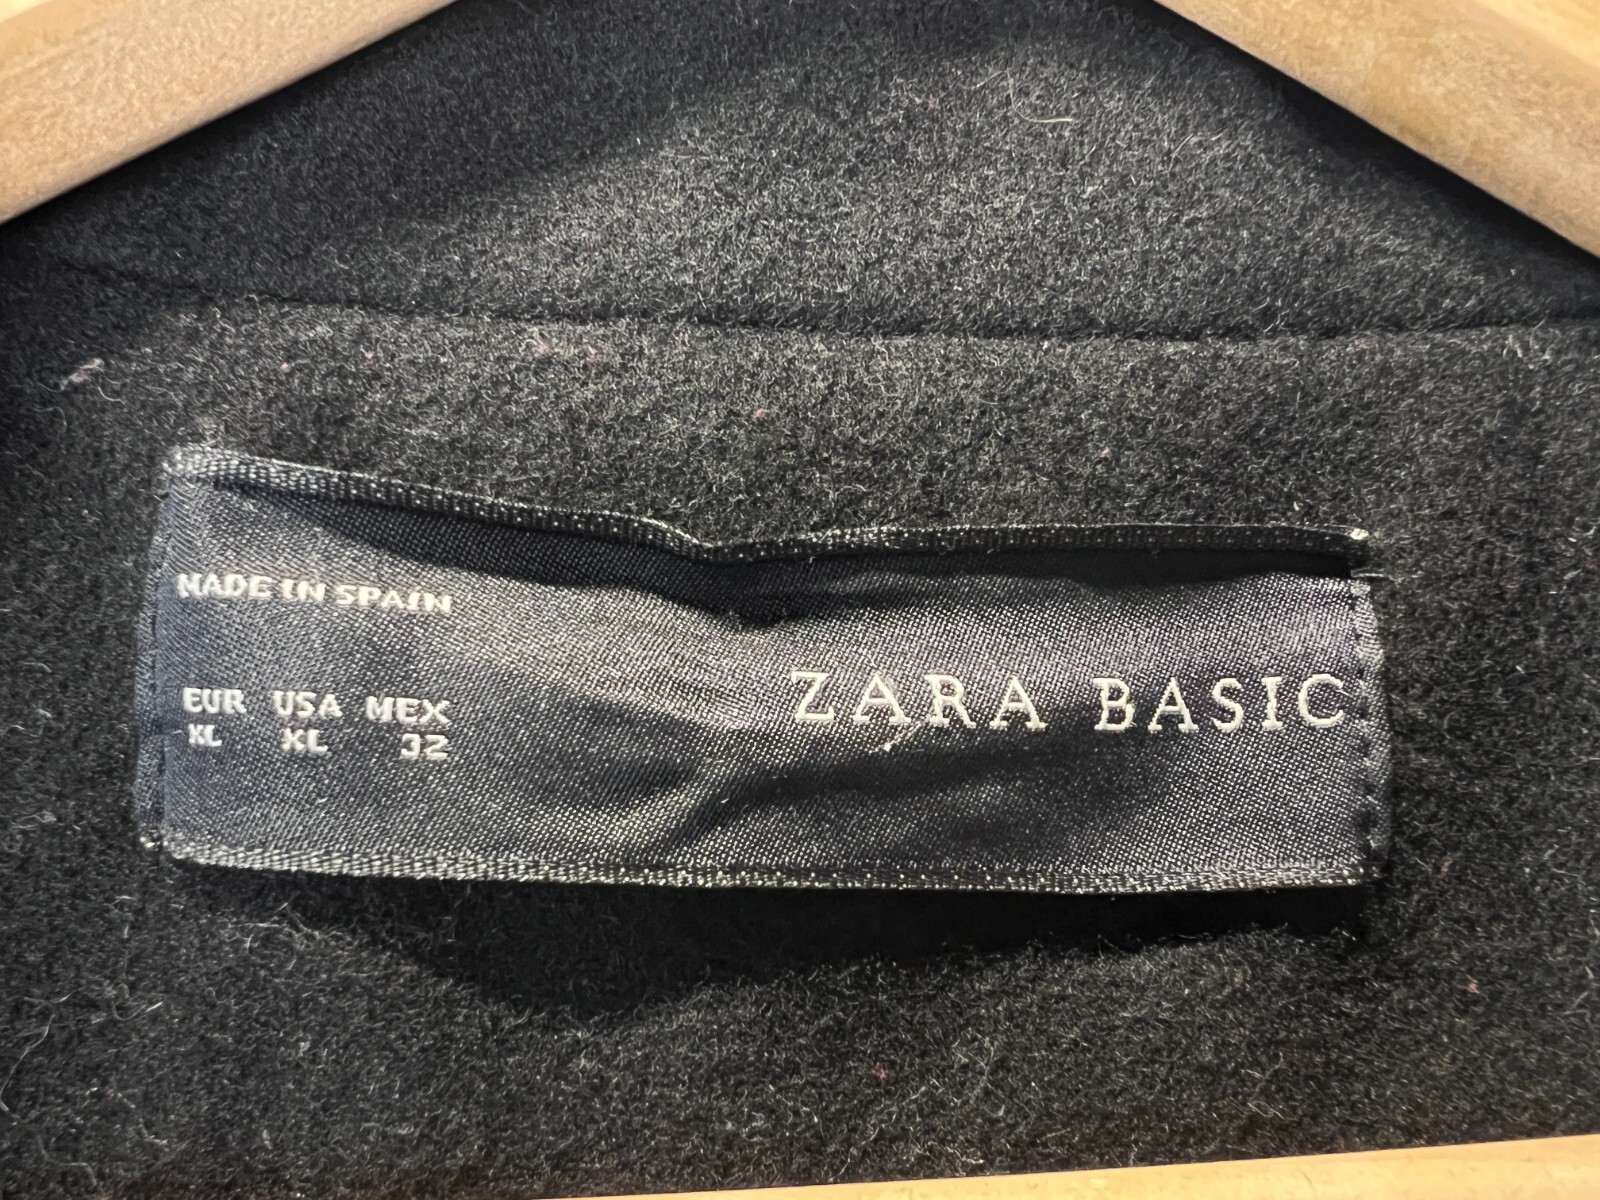 MADE IN SPAIN
EUR USA MEX
XL XL 32
ZARA BASIC